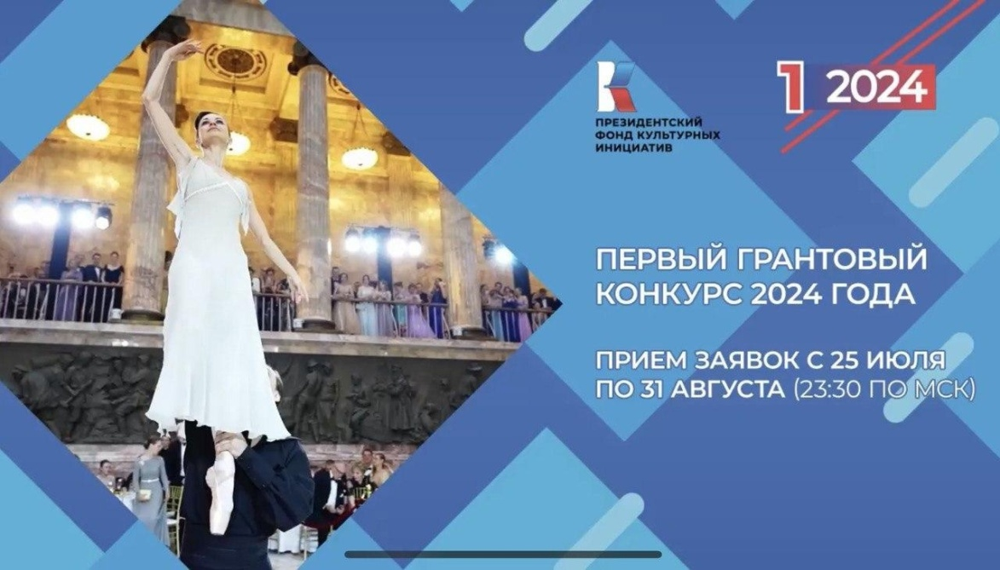 ПРЕЗИДЕНТСКИЙ
ФОНД КУЛЬТУРНЫХ
ИНИЦИАТИВ
1 2024
ПЕРВЫЙ ГРАНТОВЫЙ
КОНКУРС 2024 ГОДА
ПРИЕМ ЗАЯВОК С 25 ИЮЛЯ
ПО 31 АВГУСТА (23:30 ПО МСК)